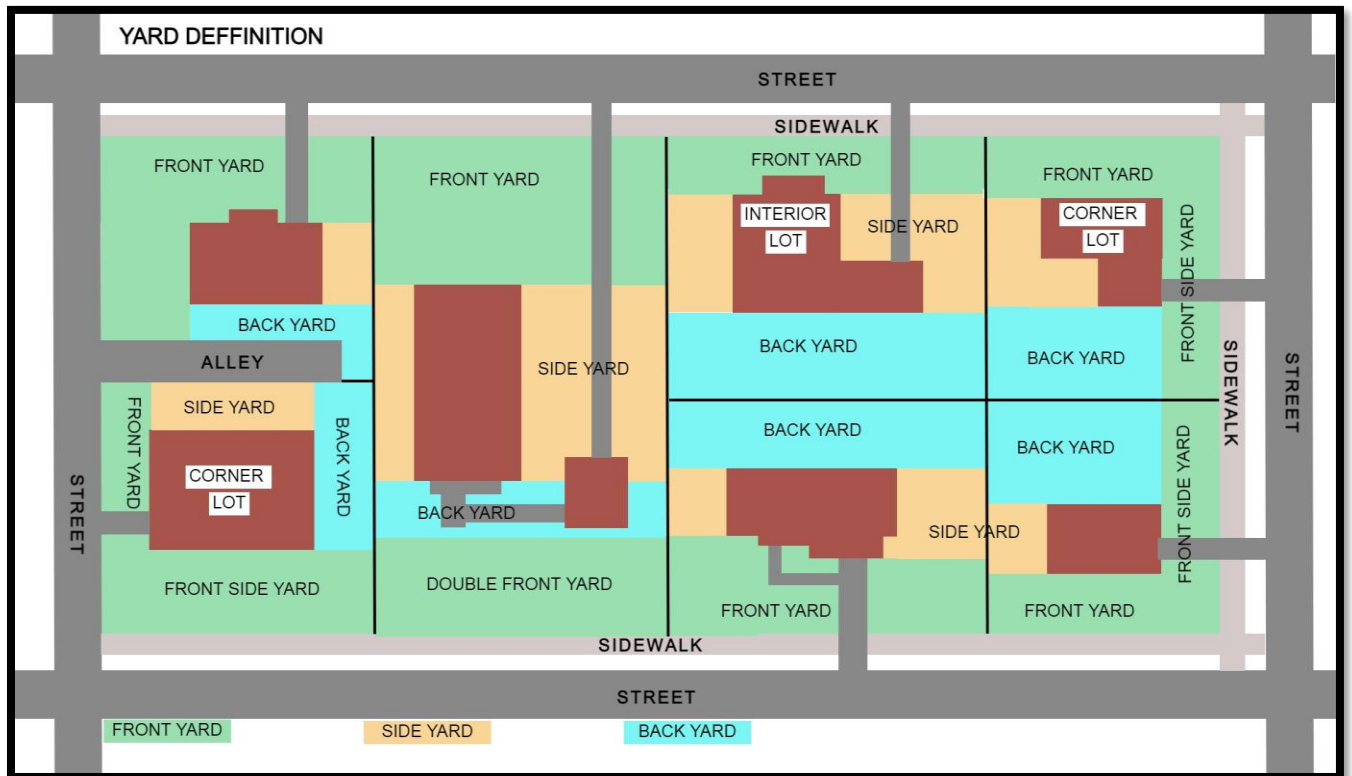 YARD DEFFINITION
STREET
SIDEWALK
FRONT YARD
FRONT YARD
FRONT YARD
FRONT YARD
INTERIOR
LOT
SIDE YARD
CORNER
LOT
FRONT SIDE YARD
BACK YARD
ALLEY
SIDE YARD
BACK YARD
BACK YARD
SIDEWALK
STREET
FRONT YARD
SIDE YARD
BACK YARD
CORNER
LOT
STREET
BACK YARD
DOUBLE FRONT YARD
FRONT SIDE YARD
BACK YARD
SIDE YARD
FRONT YARD
BACK YARD
SIDE YARD
FRONT YARD
FRONT SIDE YARD
SIDEWALK
STREET
FRONT YARD
SIDE YARD
BACK YARD